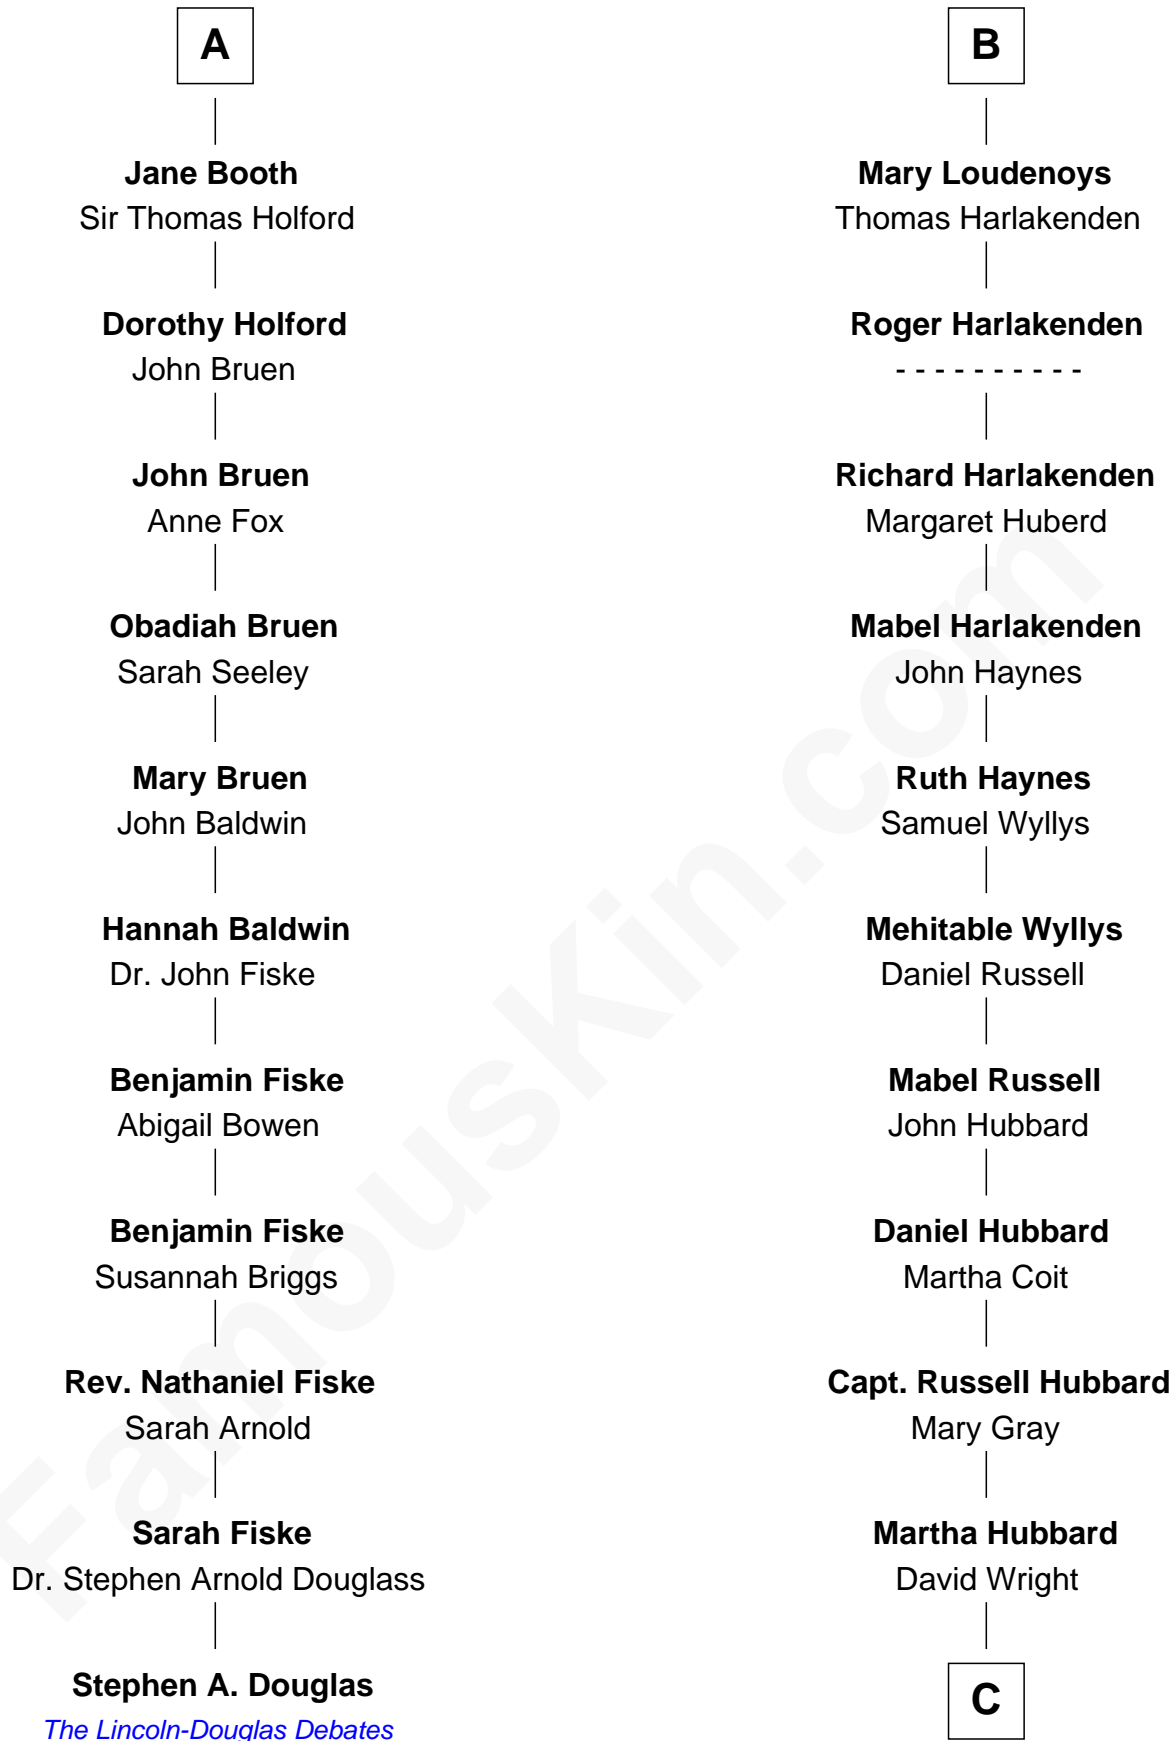 A
Jane Booth
Sir Thomas Holford
Dorothy Holford
John Bruen
John Bruen
Anne Fox
Obadiah Bruen
Sarah Seeley
Mary Bruen
John Baldwin
Hannah Baldwin
Dr. John Fiske
Benjamin Fiske
Abigail Bowen
Benjamin Fiske
Susannah Briggs
Rev. Nathaniel Fiske
Sarah Arnold
Sarah Fiske
Dr. Stephen Arnold Douglass
Stephen A. Douglas
The Lincoln-Douglas Debates
B
Mary Loudenoys
Thomas Harlakenden
Roger Harlakenden
- - - - - - - - - -
Richard Harlakenden
Margaret Huberd
Mabel Harlakenden
John Haynes
Ruth Haynes
Samuel Wyllys
Mehitable Wyllys
Daniel Russell
Mabel Russell
John Hubbard
Daniel Hubbard
Martha Coit
Capt. Russell Hubbard
Mary Gray
Martha Hubbard
David Wright
C
FamousKin.com